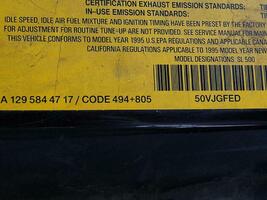 CERTIFICATION EXHAUST EMISSION STANDARDS:
IN-USE EMISSION STANDARDS: TIER
IDLE SPEED, IDLE AIR FUEL MIXTURE AND IGNITION TIMING HAVE BEEN PRESET BY THE FACTORY
FOR ADJUSTMENT FOR ROUTINE TUNE-UP ARE NOT PROVIDED. SEE SERVICE MANUAL FOR
THIS VEHICLE CONFORMS TO MODEL YEAR 1995 U.S.EPA REGULATIONS AND
CALIFORNIA REGULATIONS APPLICABLE TO 1995 MODEL YEAR NEW
MODEL DESIGNATIONS SL 500
A 129 584 47 17 / CODE 494+805
50VJGFED